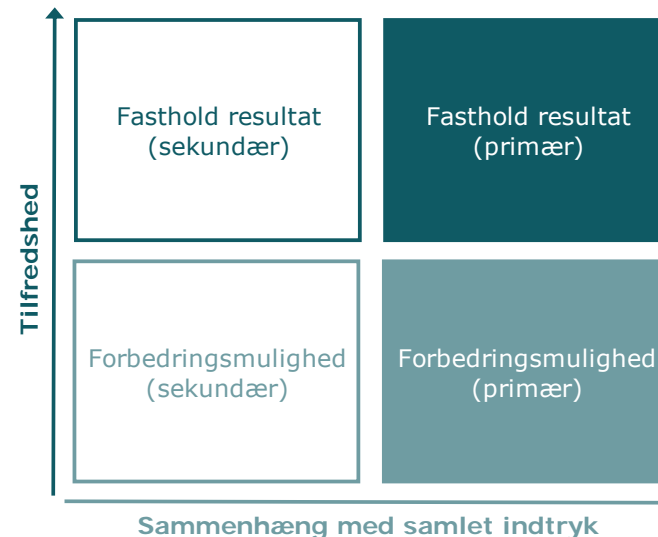 Tilfredshed
Fasthold resultat
(sekundær)
Fasthold resultat
(primær)
Forbedringsmulighed
(sekundær)
Forbedringsmulighed
(primær)
Sammenhæng med samlet indtryk